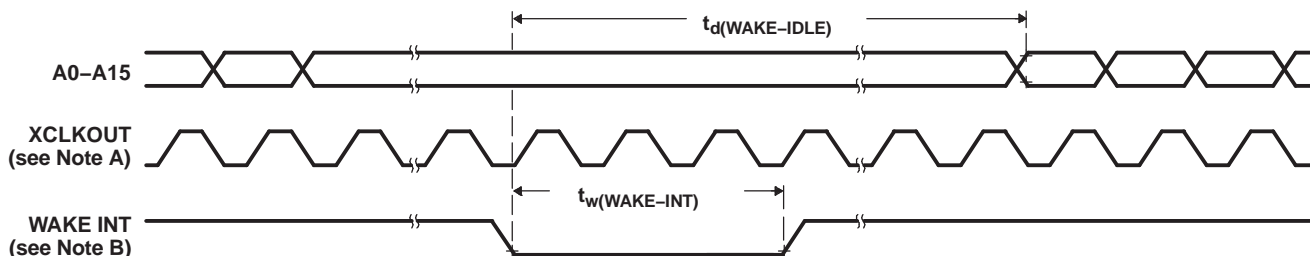 td(WAKE–IDLE)
A0–A15
XCLKOUT
(see Note A)
tw(WAKE–INT)
WAKE INT
(see Note B)